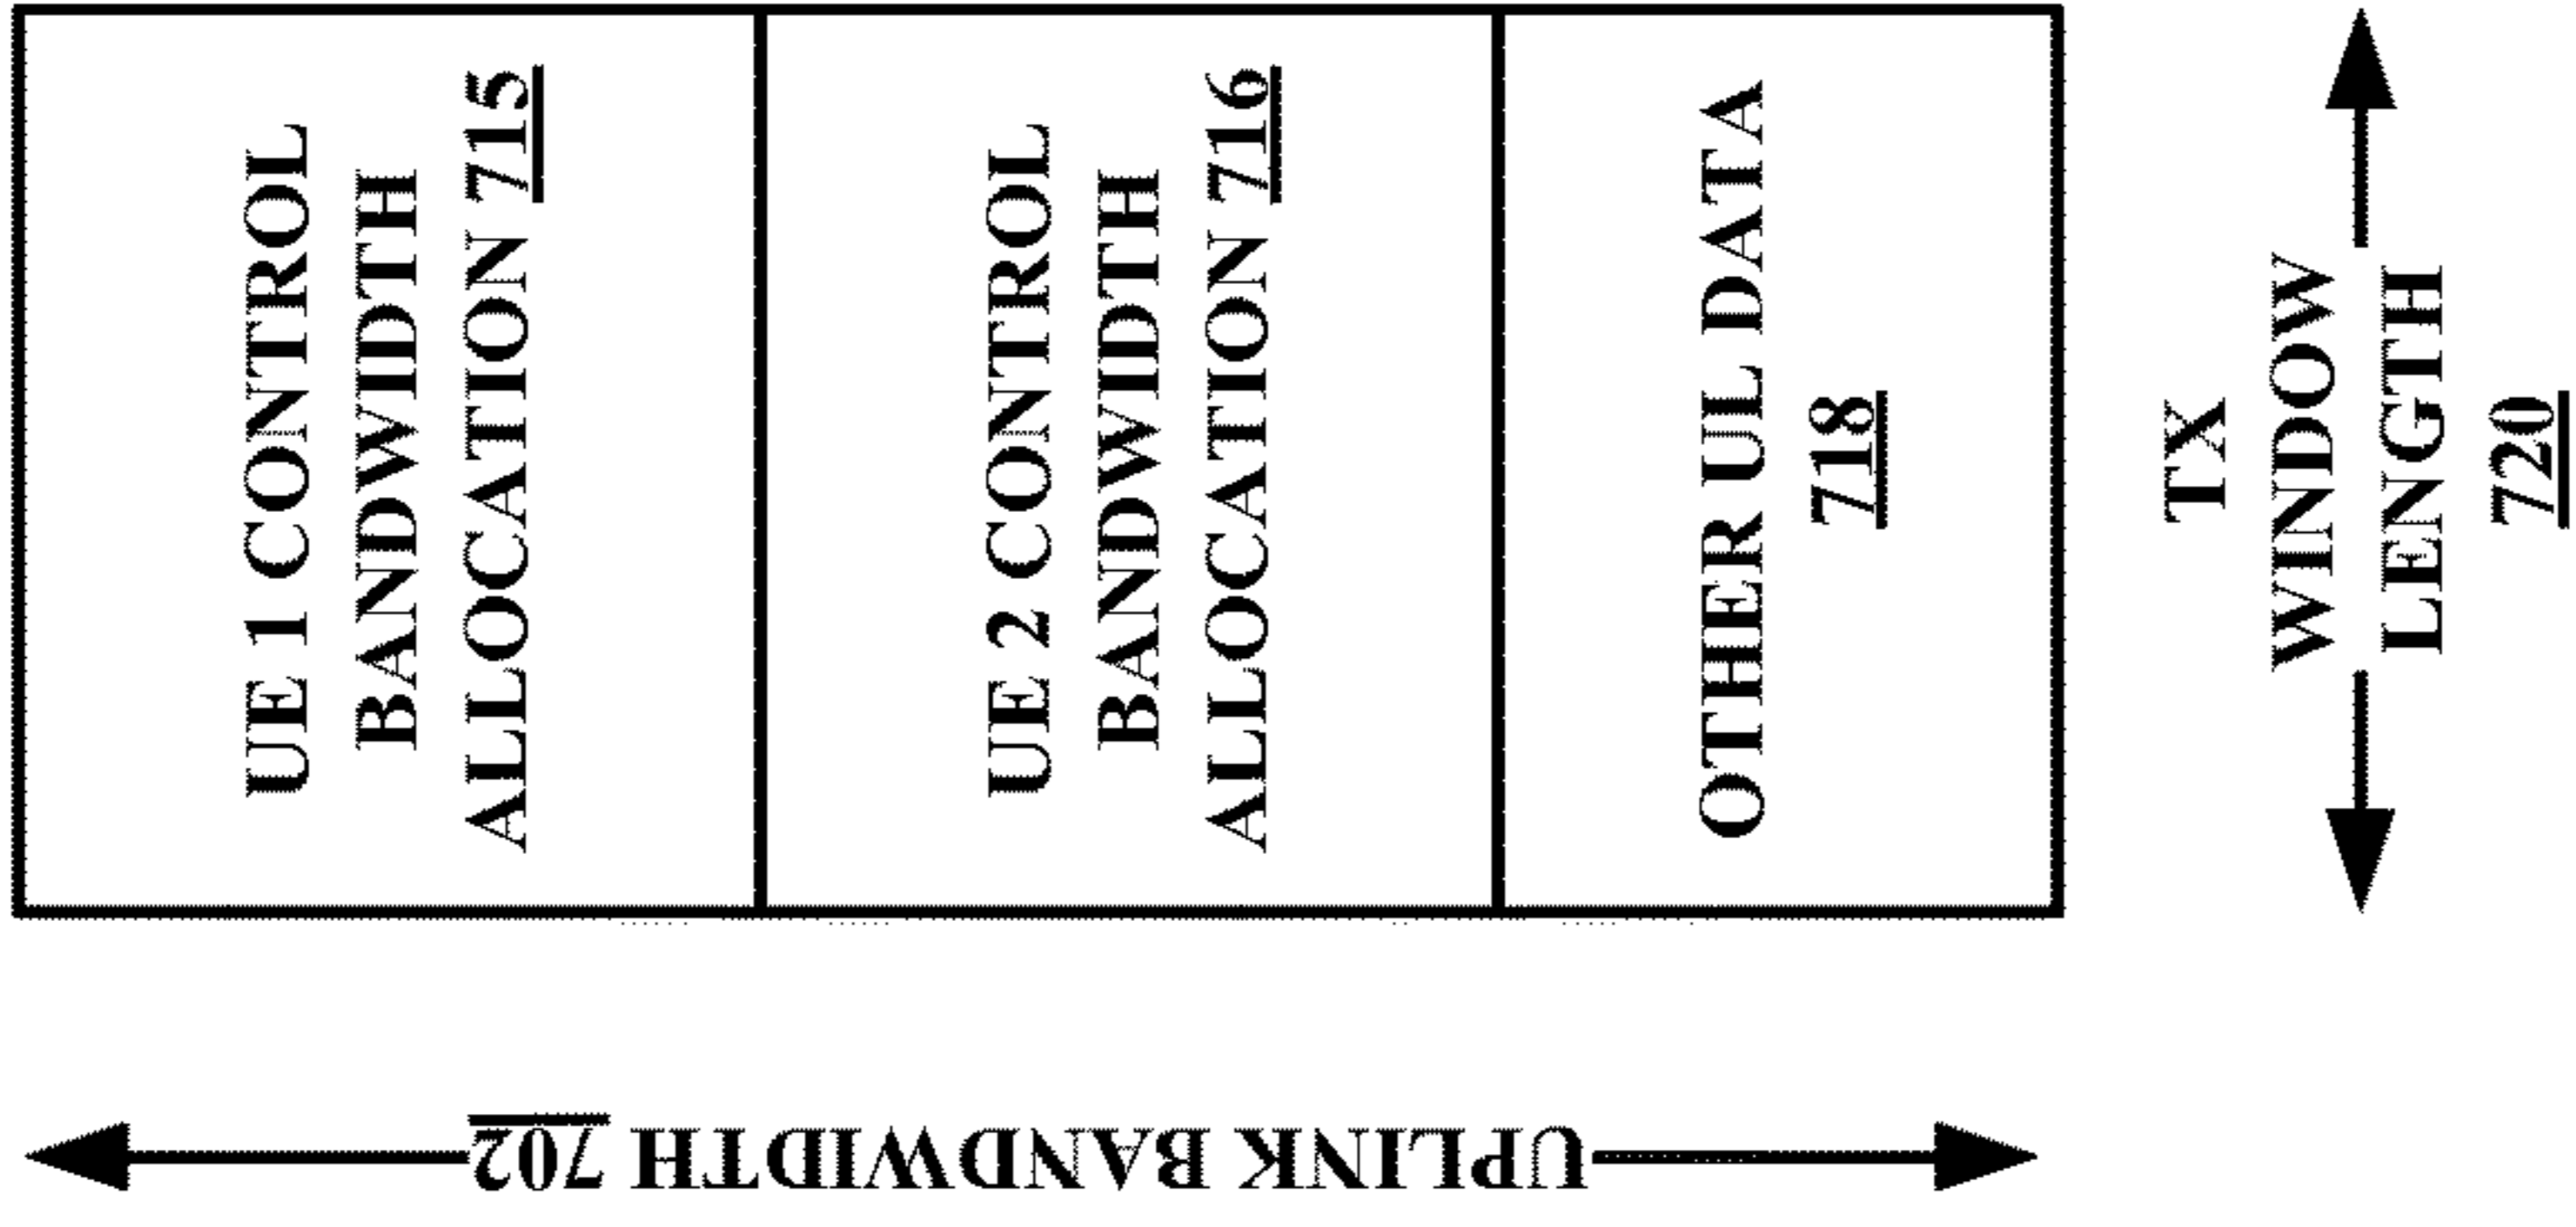 UE 1 CONTROL
BANDWIDTH
ALLOCATION 715
UE 2 CONTROL
BANDWIDTH
ALLOCATION 716
OTHER UL DATA
718
TX
WINDOW
LENGTH
720
UPLINK BANDWIDTH 702